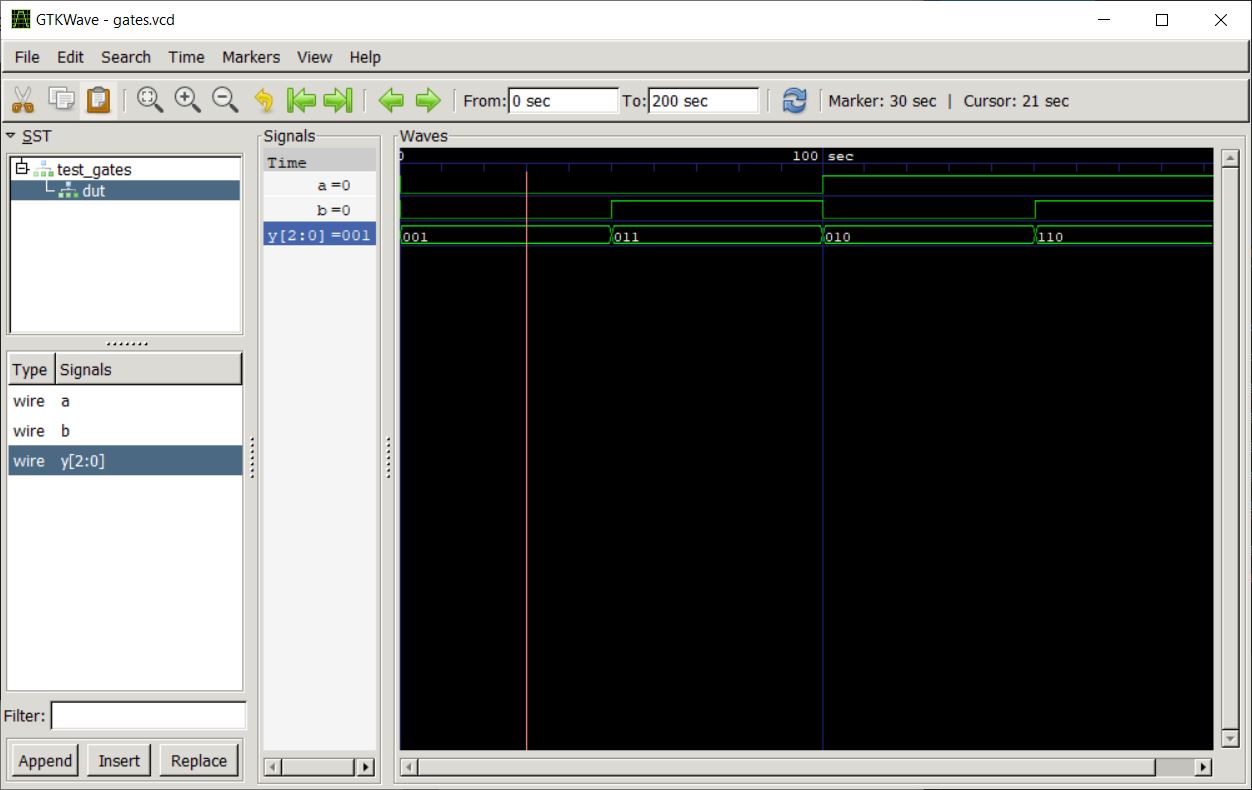 GTKWave - gates.vcd
File Edit Search Time Markers View Help
From: 0 sec To: 200 sec Marker: 30 sec | Cursor: 21 sec
SST
test_gates
dut
Type Signals
wire a
wire b
wire y[2:0]
Filter:
Append Insert Replace
Signals
Time
a =0
b =0
y[2:0] =001
Waves
0 100 sec
001 011 010 110